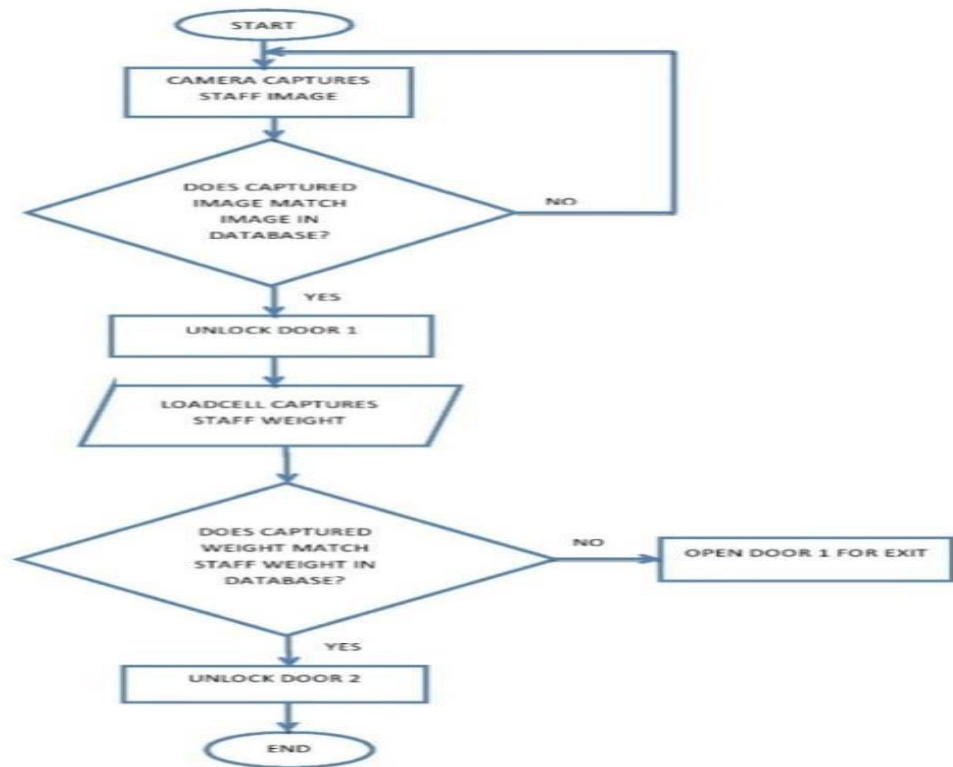 START
CAMERA CAPTURES
STAFF IMAGE
DOES CAPTURED
IMAGE MATCH
IMAGE IN
DATABASE?
NO
YES
UNLOCK DOOR 1
LOADCELL CAPTURES
STAFF WEIGHT
DOES CAPTURED
WEIGHT MATCH
STAFF WEIGHT IN
DATABASE?
NO
OPEN DOOR 1 FOR EXIT
YES
UNLOCK DOOR 2
END